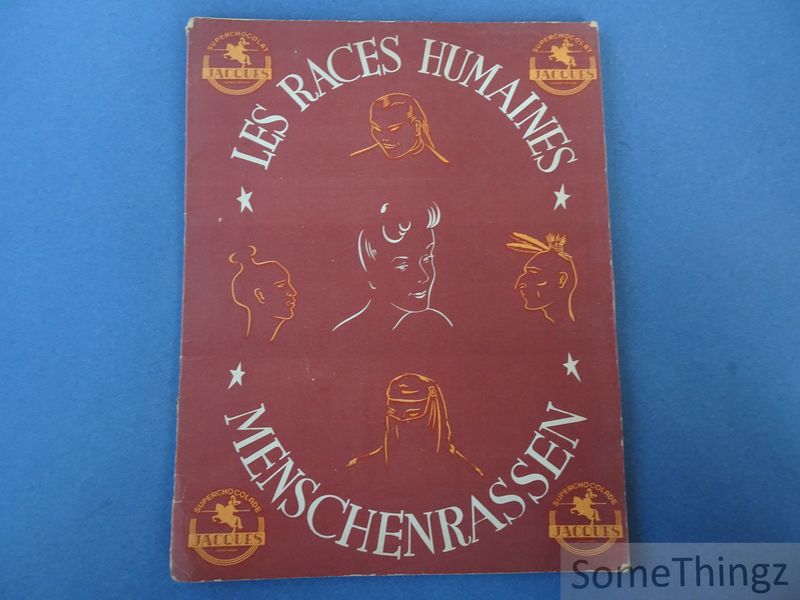 SUPERCHOCOLAT
JACQUES
SUPERCHOCOLAT
JACQUES
LES RACES HUMAINES
MENSCHENRASSEN
SUPERCHOCOLADE
JACQUES
SUPERCHOCOLADE
JACQUES
SomeThingz